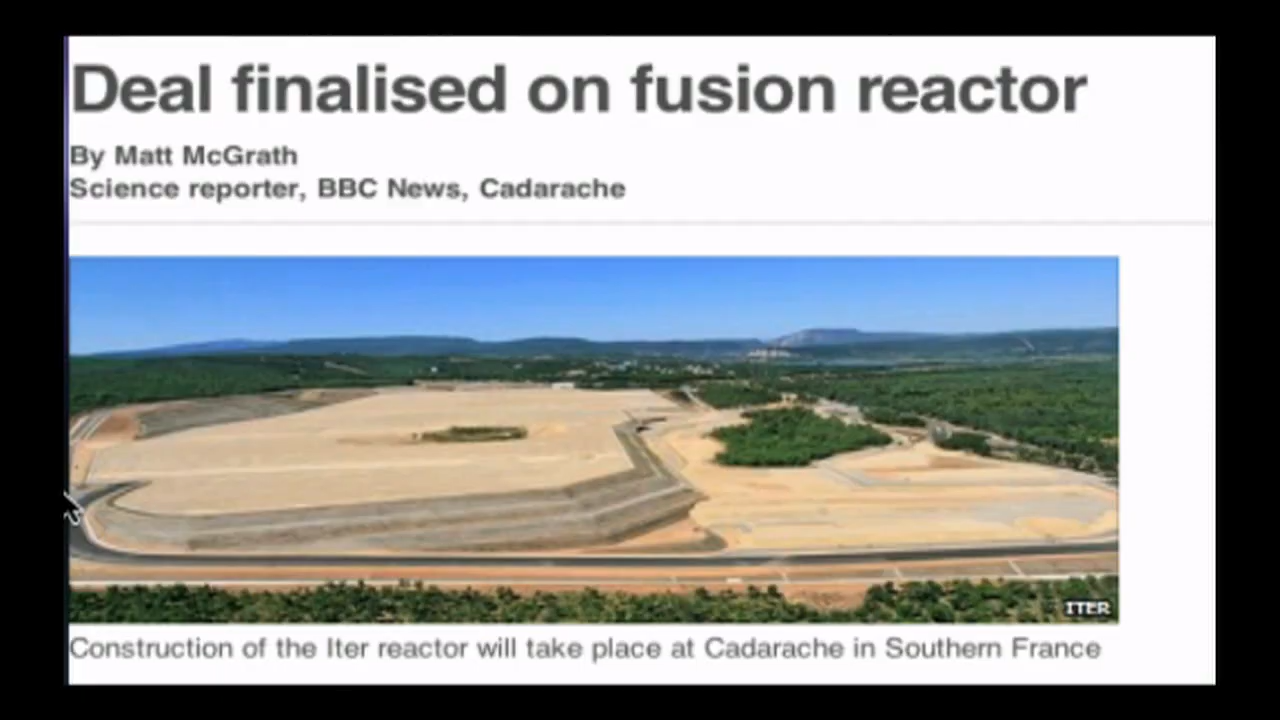 Deal finalised on fusion reactor
By Matt McGrath
Science reporter, BBC News, Cadarache
ITER
Construction of the Iter reactor will take place at Cadarache in Southern France